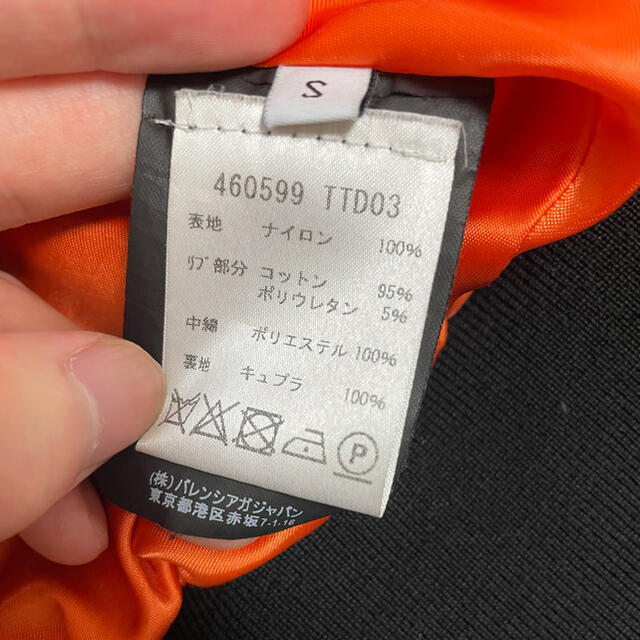 S
460599 TTD03
表地 ナイロン 100%
リブ部分 コットン 95%
ポリウレタン 5%
中綿 ポリエステル 100%
裏地 キュプラ 100%
P
(株)バレンシアガジャパン
東京都港区赤坂7-1-16